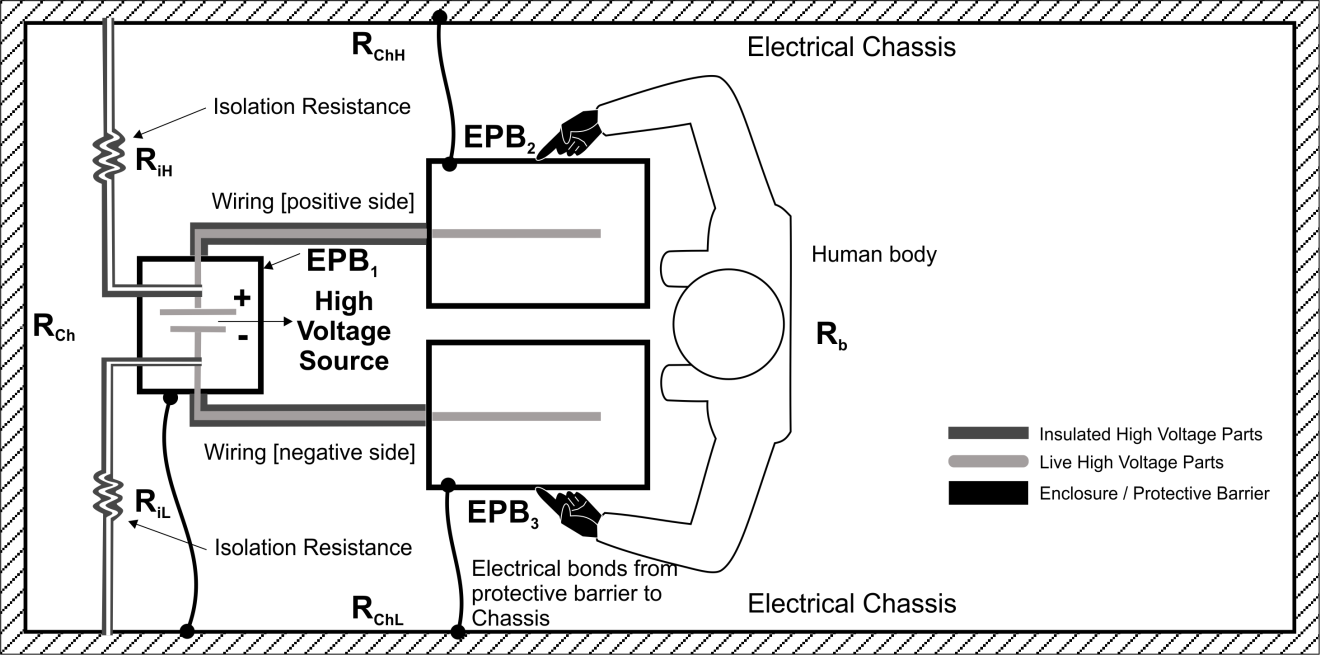 R_ChH
Electrical Chassis
Isolation Resistance
EPB_2
R_iH
Wiring [positive side]
EPB_1
Human body
+
High
Voltage
Source
-
R_Ch
R_b
Insulated High Voltage Parts
Live High Voltage Parts
Enclosure / Protective Barrier
Wiring [negative side]
R_iL
EPB_3
Isolation Resistance
Electrical bonds from
protective barrier to
Chassis
R_ChL
Electrical Chassis